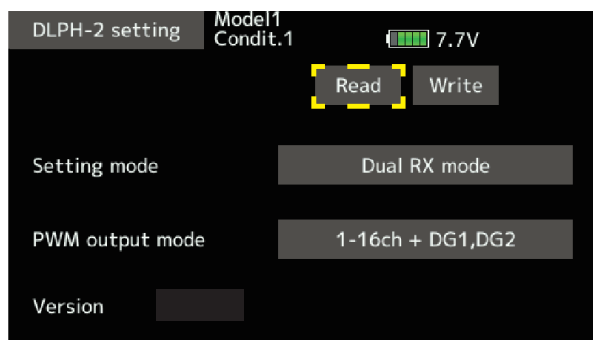 DLPH-2 setting
Model1
Condit.1
7.7V
Read Write
Setting mode Dual RX mode
PWM output mode 1-16ch + DG1,DG2
Version